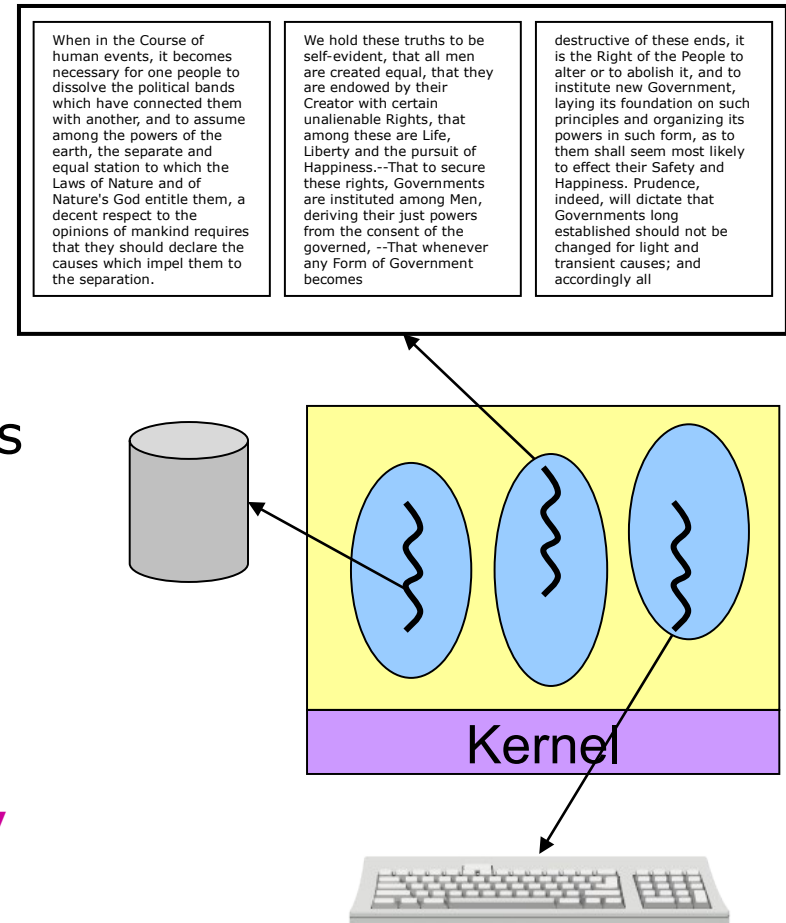 When in the Course of
human events, it becomes
necessary for one people to
dissolve the political bands
which have connected them
with another, and to assume
among the powers of the
earth, the separate and
equal station to which the
Laws of Nature and of
Nature's God entitle them, a
decent respect to the
opinions of mankind requires
that they should declare the
causes which impel them to
the separation.
We hold these truths to be
self-evident, that all men
are created equal, that they
are endowed by their
Creator with certain
unalienable Rights, that
among these are Life,
Liberty and the pursuit of
Happiness.--That to secure
these rights, Governments
are instituted among Men,
deriving their just powers
from the consent of the
governed, --That whenever
any Form of Government
becomes
destructive of these ends, it
is the Right of the People to
alter or to abolish it, and to
institute new Government,
laying its foundation on such
principles and organizing its
powers in such form, as to
them shall seem most likely
to effect their Safety and
Happiness. Prudence,
indeed, will dictate that
Governments long
established should not be
changed for light and
transient causes; and
accordingly all
s
Kernel